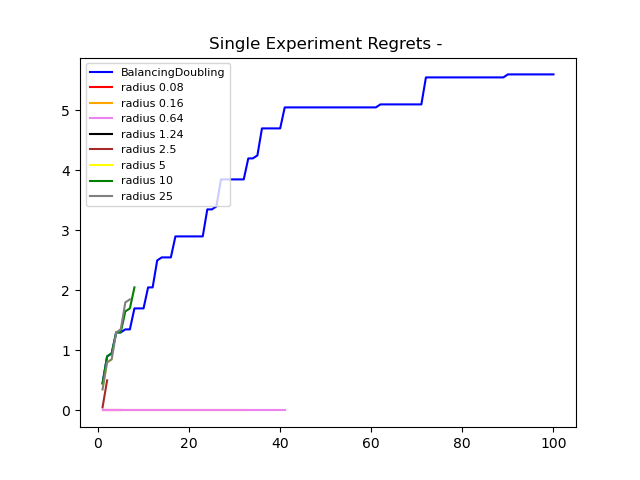 Single Experiment Regrets -
BalancingDoubling
radius 0.08
radius 0.16
radius 0.64
radius 1.24
radius 2.5
radius 5
radius 10
radius 25
5
4
3
2
1
0
0 20 40 60 80 100